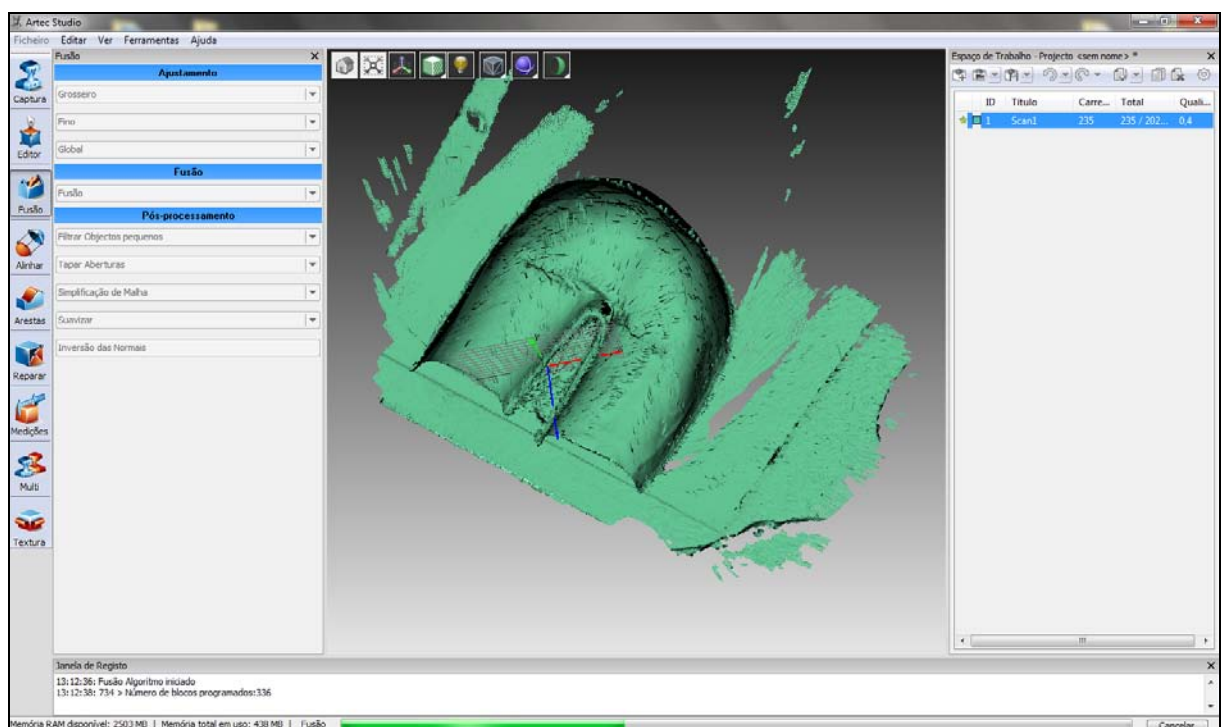 Artec Studio
Ficheiro Editar Ver Ferramentas Ajuda
Captura
Editor
Fusão
Alinhar
Arestas
Reparar
Medições
Multi
Textura
Fusão X
Ajustamento
Grosseiro
Fino
Global
Fusão
Fusão
Pós-processamento
Filtrar Objectos pequenos
Tapar Aberturas
Simplificação de Malha
Suavizar
Inversão das Normais
Espaço de Trabalho - Projecto <sem nome> * X
ID Título Carre... Total Quali...
1 Scan1 235 235 / 202... 0,4
Janela de Registo X
13:12:36: Fusão Algoritmo iniciado
13:12:38: 734 > Número de blocos programados:336
Memória RAM disponível: 2503 MB | Memória total em uso: 438 MB | Fusão Cancelar